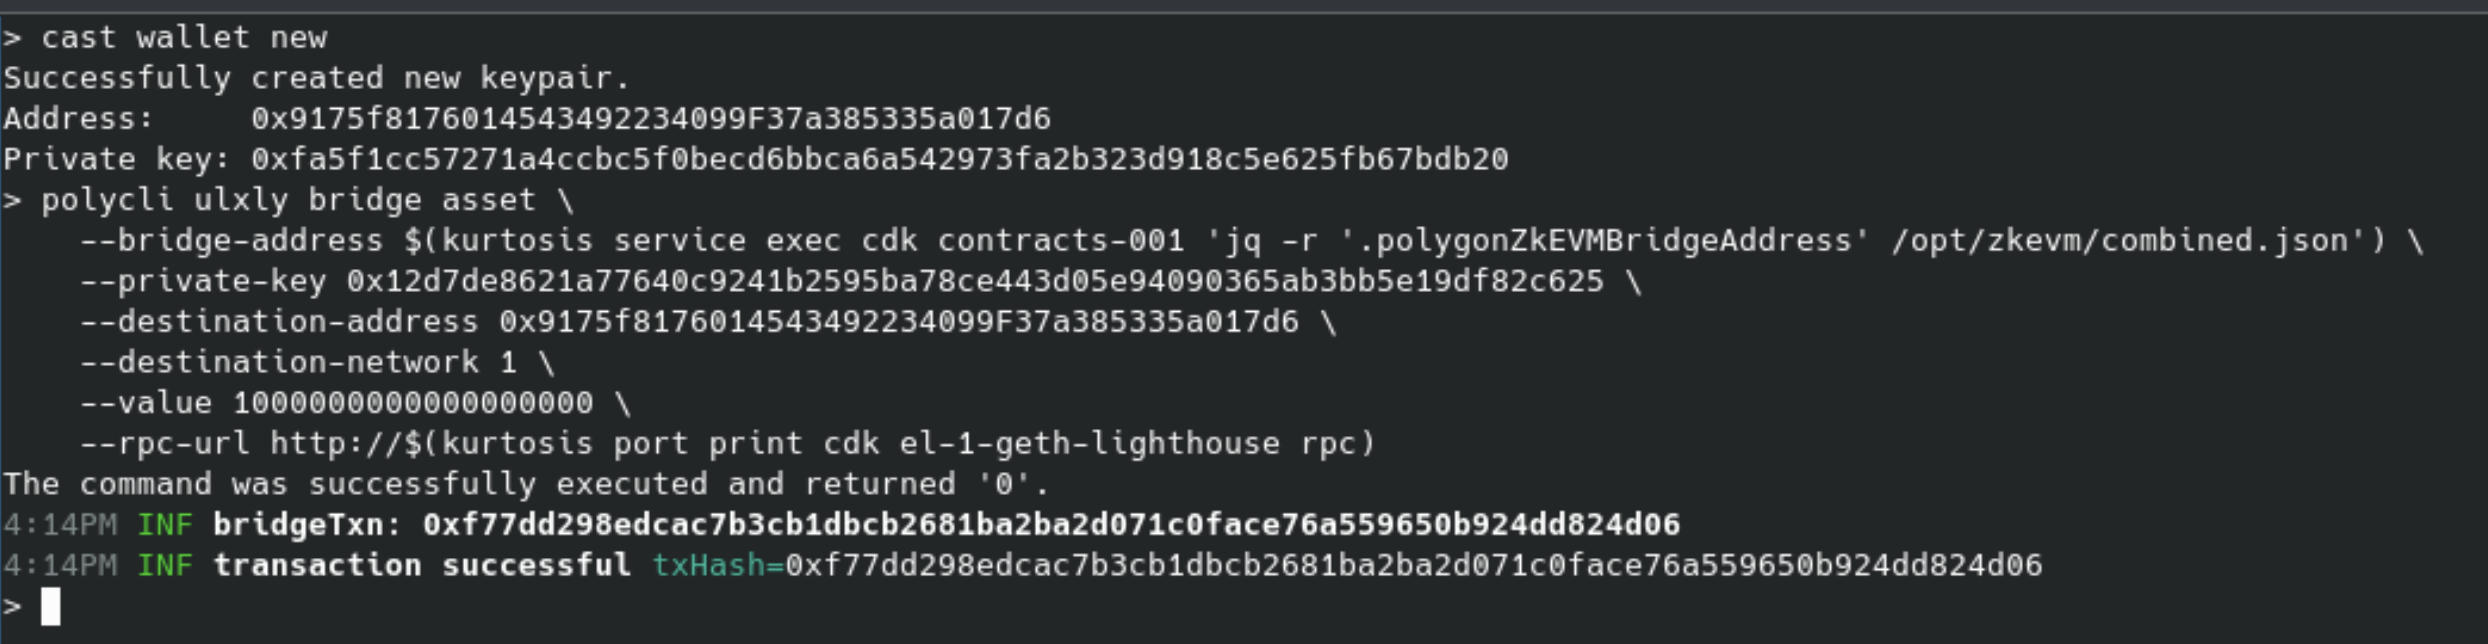 > cast wallet new
Successfully created new keypair.
Address:     0x9175f8176014543492234099F37a385335a017d6
Private key: 0xfa5f1cc57271a4ccbc5f0becd6bbca6a542973fa2b323d918c5e625fb67bdb20
> polycli ulxly bridge asset \
    --bridge-address $(kurtosis service exec cdk contracts-001 'jq -r '.polygonZkEVMBridgeAddress' /opt/zkevm/combined.json') \
    --private-key 0x12d7de8621a77640c9241b2595ba78ce443d05e94090365ab3bb5e19df82c625 \
    --destination-address 0x9175f8176014543492234099F37a385335a017d6 \
    --destination-network 1 \
    --value 1000000000000000000 \
    --rpc-url http://$(kurtosis port print cdk el-1-geth-lighthouse rpc)
The command was successfully executed and returned '0'.
4:14PM INF bridgeTxn: 0xf77dd298edcac7b3cb1dbcb2681ba2ba2d071c0face76a559650b924dd824d06
4:14PM INF transaction successful txHash=0xf77dd298edcac7b3cb1dbcb2681ba2ba2d071c0face76a559650b924dd824d06
>